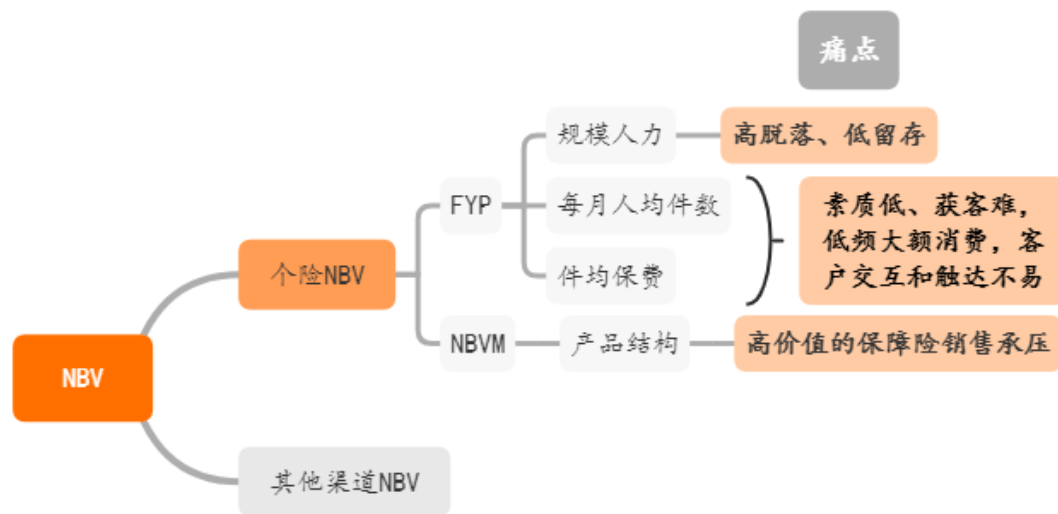 痛点
规模人力
高脱落、低留存
FYP
每月人均件数
素质低、获客难，
低频大额消费，客
户交互和触达不易
个险NBV
件均保费
NBVM
产品结构
高价值的保障险销售承压
NBV
其他渠道NBV